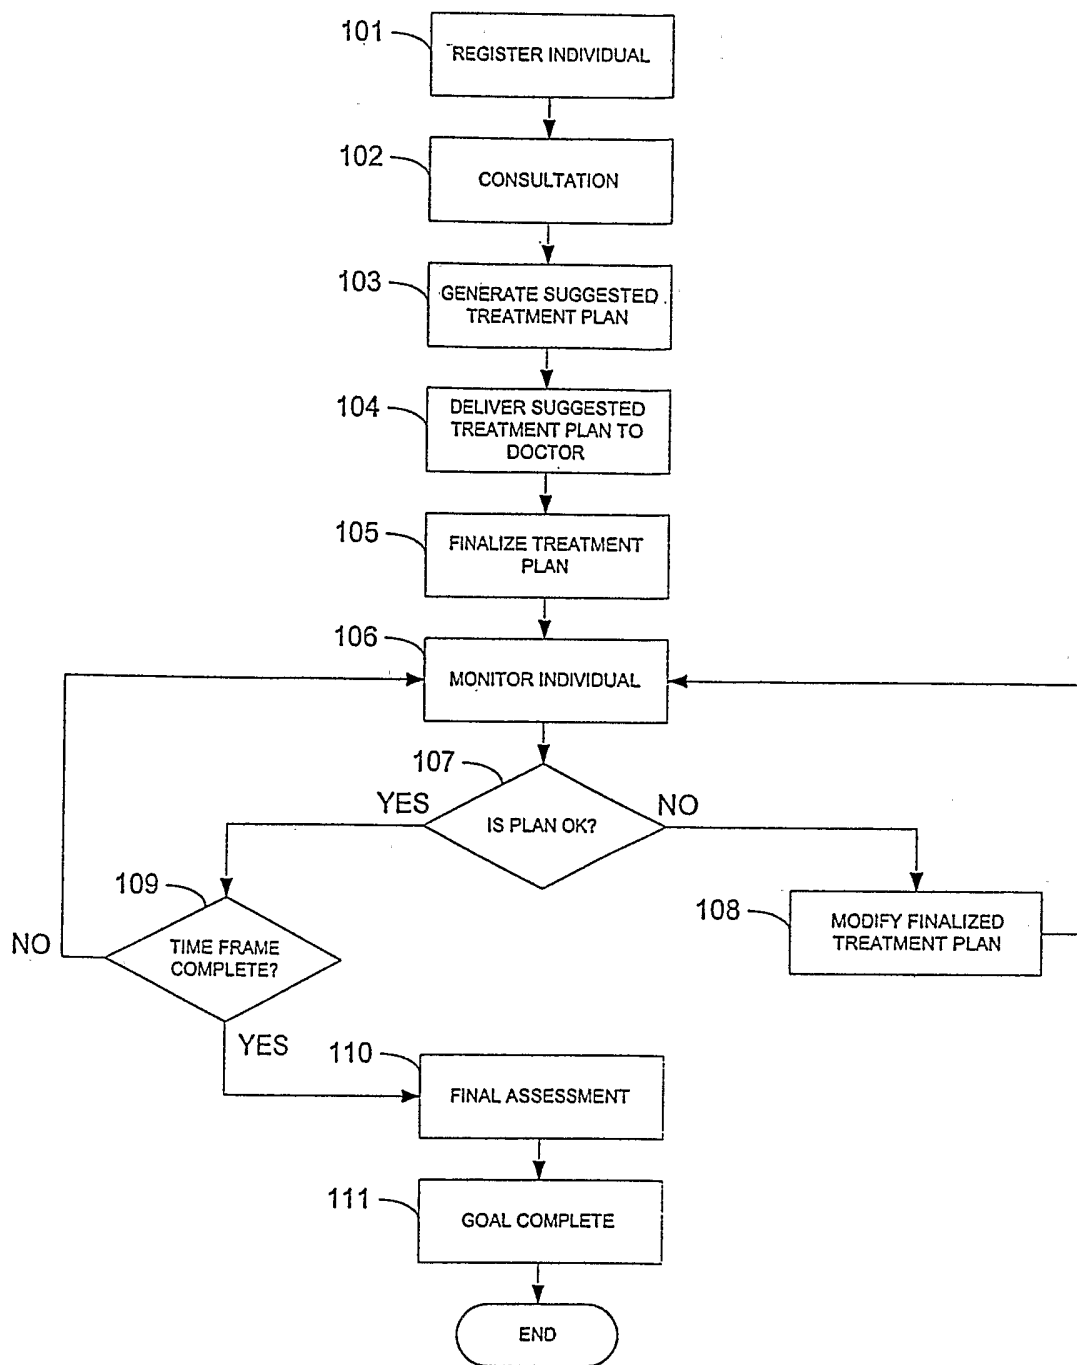 101
REGISTER INDIVIDUAL
102
CONSULTATION
103
GENERATE SUGGESTED
TREATMENT PLAN
104
DELIVER SUGGESTED
TREATMENT PLAN TO
DOCTOR
105
FINALIZE TREATMENT
PLAN
106
MONITOR INDIVIDUAL
107
YES
IS PLAN OK?
NO
109
NO
TIME FRAME
COMPLETE?
108
MODIFY FINALIZED
TREATMENT PLAN
YES
110
FINAL ASSESSMENT
111
GOAL COMPLETE
END